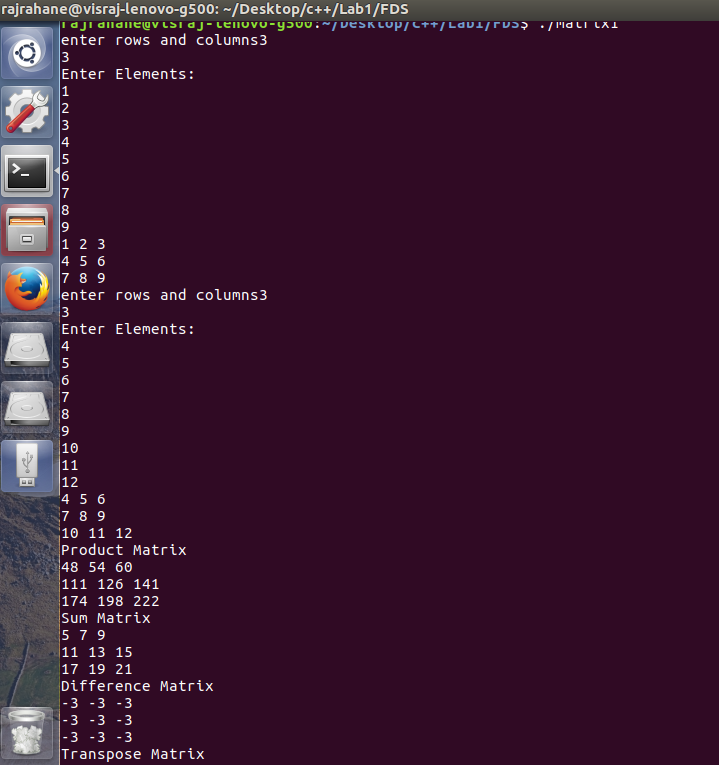 rajrahane@visraj-lenovo-g500: ~/Desktop/c++/Lab1/FDS
rajrahane@visraj-lenovo-g500:~/Desktop/c++/Lab1/FDS$ ./matrix1
enter rows and columns3
3
Enter Elements:
1
2
3
4
5
6
7
8
9
1 2 3
4 5 6
7 8 9
enter rows and columns3
3
Enter Elements:
4
5
6
7
8
9
10
11
12
4 5 6
7 8 9
10 11 12
Product Matrix
48 54 60
111 126 141
174 198 222
Sum Matrix
5 7 9
11 13 15
17 19 21
Difference Matrix
-3 -3 -3
-3 -3 -3
-3 -3 -3
Transpose Matrix